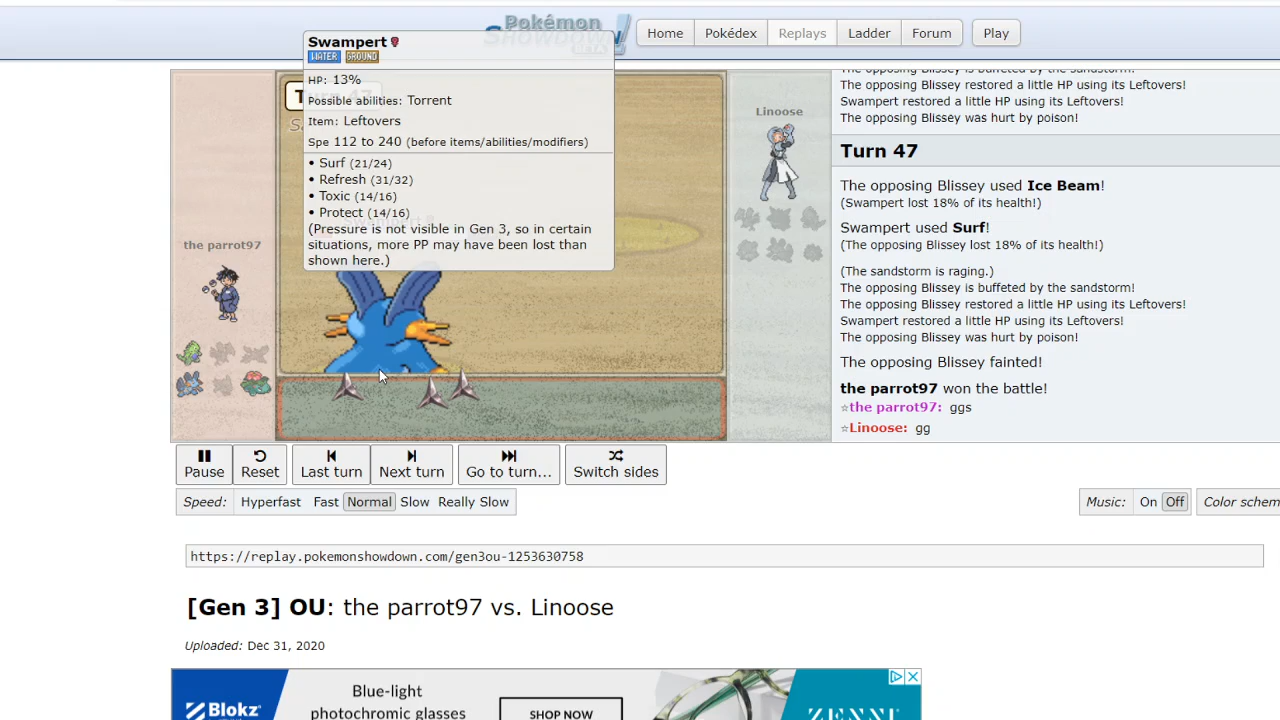 Pokémon
SHOWDOWN!
BETA
Home
Pokédex
Replays
Ladder
Forum
Play
Swampert
WATER GROUND
HP: 13%
Possible abilities: Torrent
Item: Leftovers
Spe 112 to 240 (before items/abilities/modifiers)
• Surf (21/24)
• Refresh (31/32)
• Toxic (14/16)
• Protect (14/16)
(Pressure is not visible in Gen 3, so in certain
situations, more PP may have been lost than
shown here.)
Turn 47
the parrot97
Linoose
The opposing Blissey is buffeted by the sandstorm!
The opposing Blissey restored a little HP using its Leftovers!
Swampert restored a little HP using its Leftovers!
The opposing Blissey was hurt by poison!
Turn 47
The opposing Blissey used Ice Beam!
(Swampert lost 18% of its health!)
Swampert used Surf!
(The opposing Blissey lost 18% of its health!)
(The sandstorm is raging.)
The opposing Blissey is buffeted by the sandstorm!
The opposing Blissey restored a little HP using its Leftovers!
Swampert restored a little HP using its Leftovers!
The opposing Blissey was hurt by poison!
The opposing Blissey fainted!
the parrot97 won the battle!
☆the parrot97: ggs
☆Linoose: gg
Pause
Reset
Last turn
Next turn
Go to turn...
Switch sides
Speed: Hyperfast Fast Normal Slow Really Slow
Music: On Off
Color schem
https://replay.pokemonshowdown.com/gen3ou-1253630758
[Gen 3] OU: the parrot97 vs. Linoose
Uploaded: Dec 31, 2020
Blokz
Blue-light
photochromic glasses
SHOP NOW
ZENNI